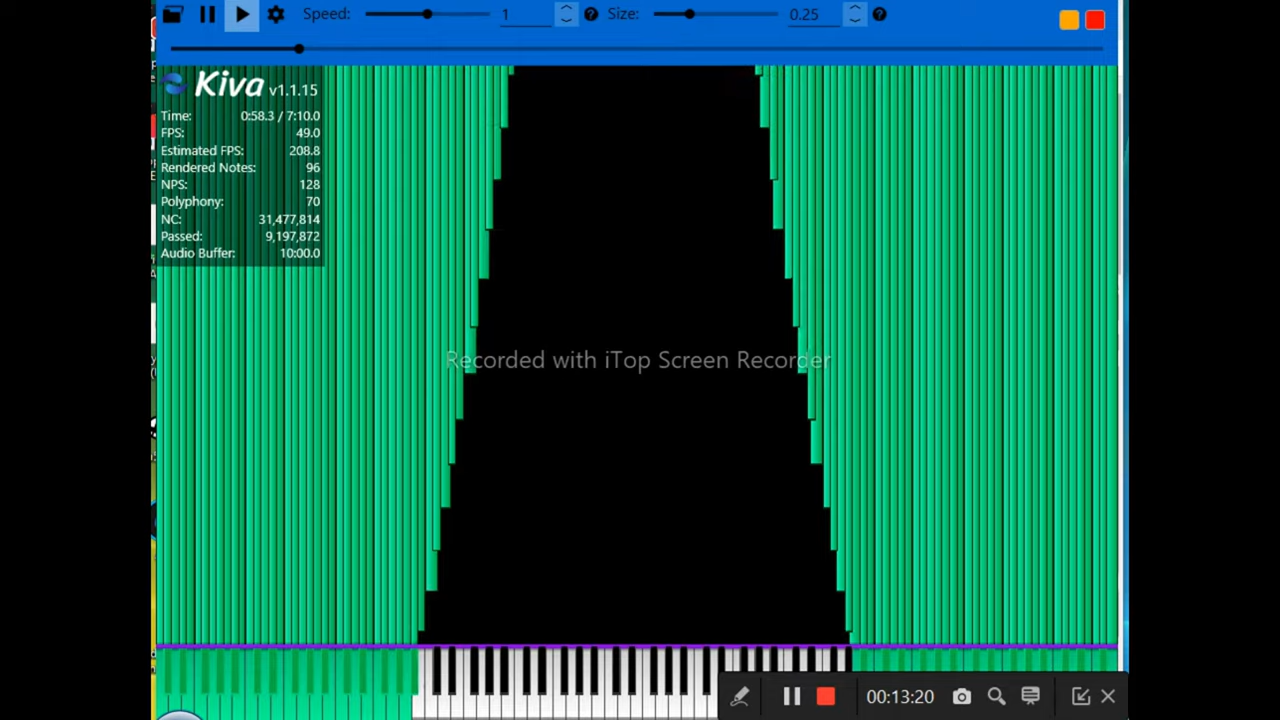 Speed: 1 Size: 0.25
Kiva v1.1.15
Time: 0:58.3 / 7:10.0
FPS: 49.0
Estimated FPS: 208.8
Rendered Notes: 96
NPS: 128
Polyphony: 70
NC: 31,477,814
Passed: 9,197,872
Audio Buffer: 10:00.0
Recorded with iTop Screen Recorder
00:13:20